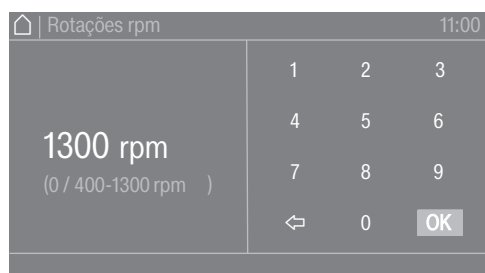 Rotações rpm 11:00
1300 rpm
(0 / 400-1300 rpm )
1 2 3
4 5 6
7 8 9
0 OK